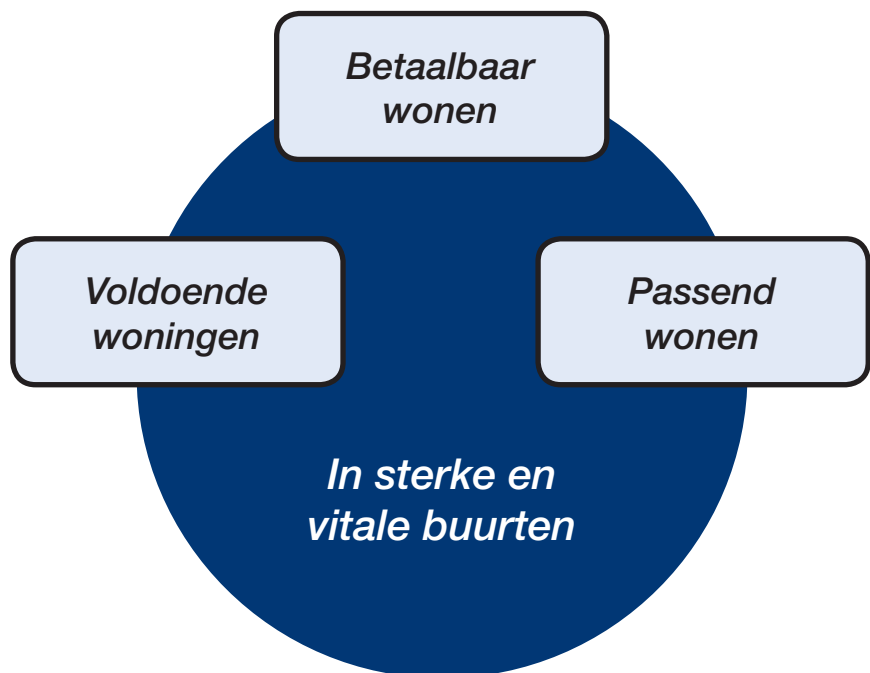 Betaalbaar
wonen
Voldoende
woningen
Passend
wonen
In sterke en
vitale buurten